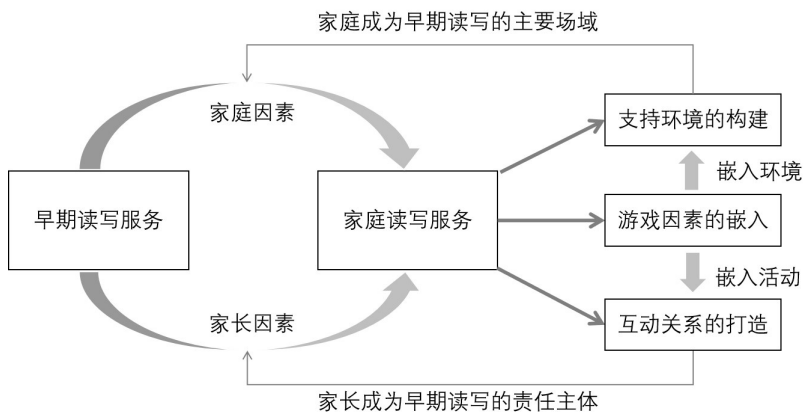 家庭成为早期读写的主要场域
家庭因素
支持环境的构建
嵌入环境
早期读写服务
家庭读写服务
游戏因素的嵌入
嵌入活动
家长因素
互动关系的打造
家长成为早期读写的责任主体